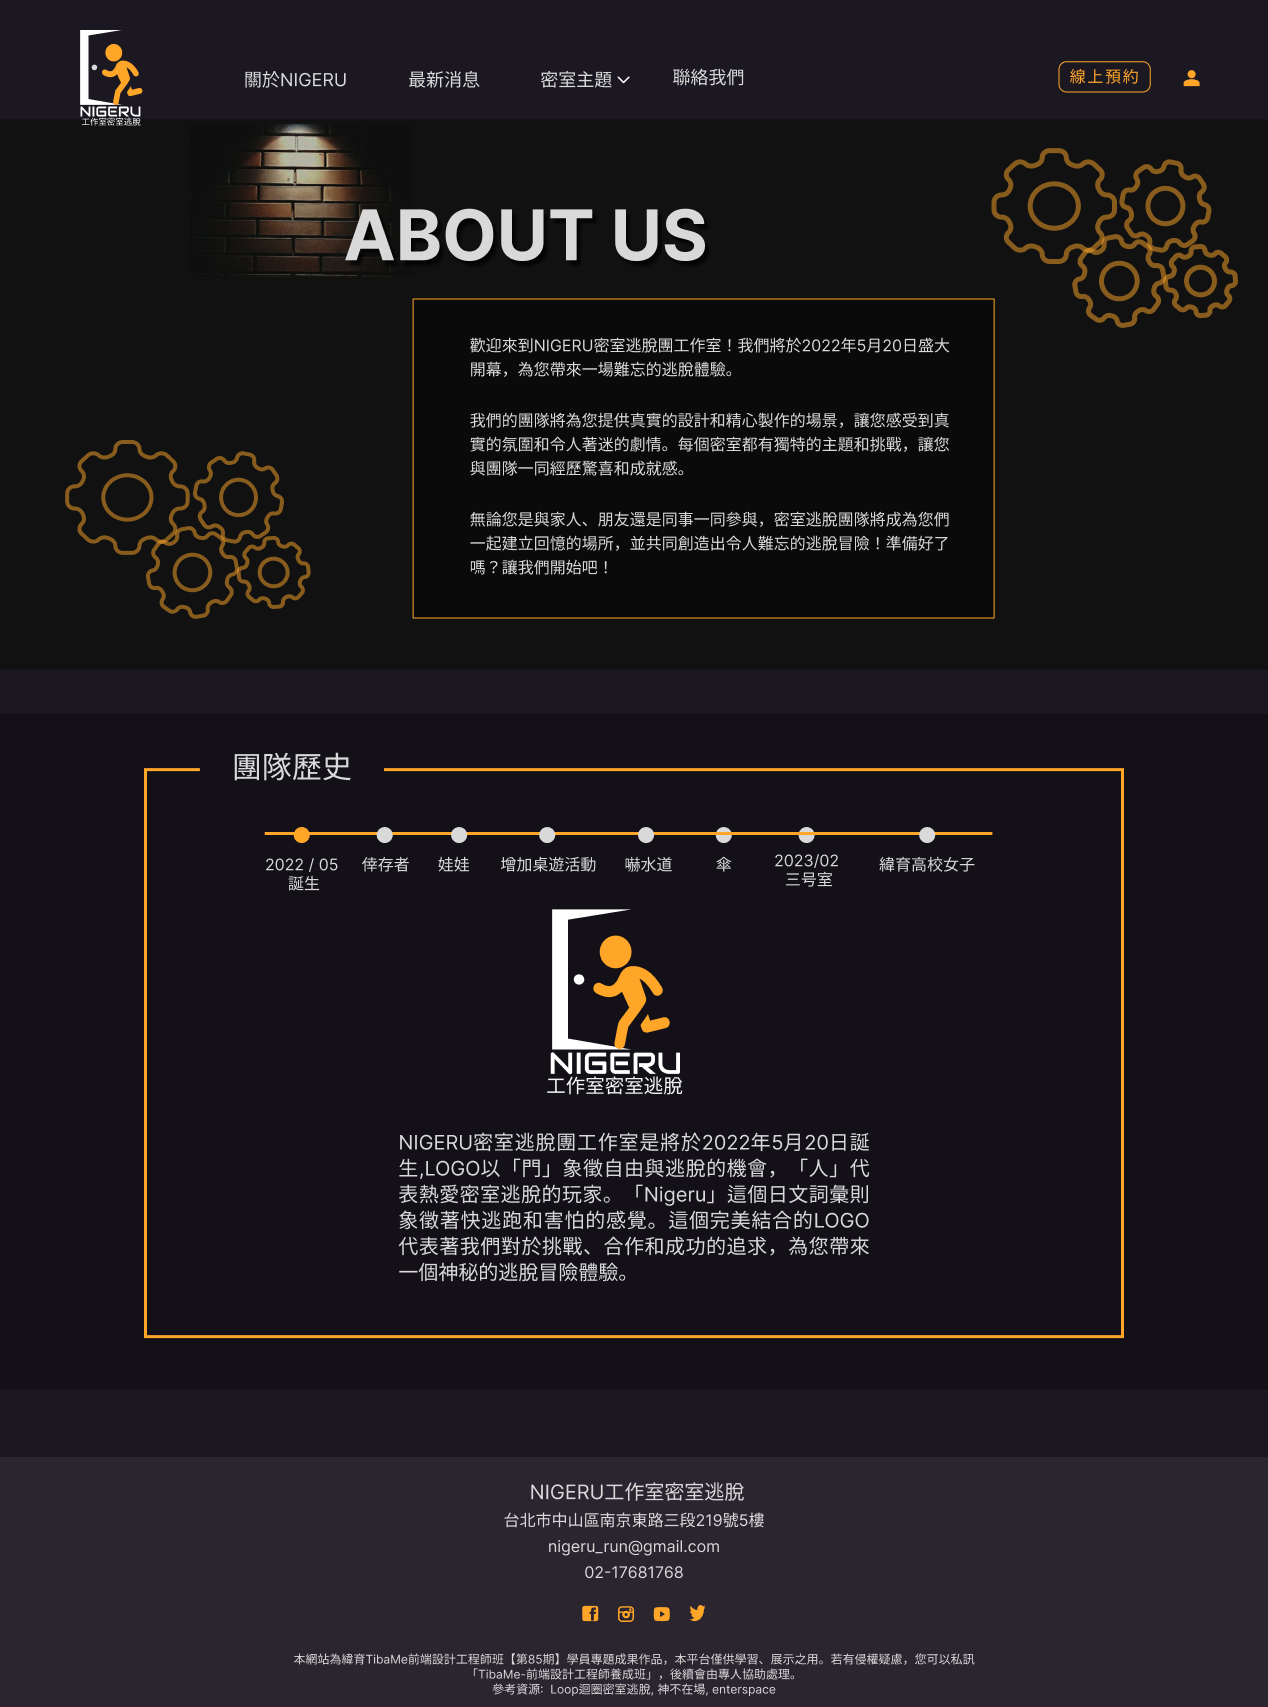 NIGERU
工作室密室逃脫
關於NIGERU
最新消息
密室主題
聯絡我們
線上預約
ABOUT US
歡迎來到NIGERU密室逃脫團工作室！我們將於2022年5月20日盛大
開幕，為您帶來一場難忘的逃脫體驗。
我們的團隊將為您提供真實的設計和精心製作的場景，讓您感受到真
實的氛圍和令人著迷的劇情。每個密室都有獨特的主題和挑戰，讓您
與團隊一同經歷驚喜和成就感。
無論您是與家人、朋友還是同事一同參與，密室逃脫團隊將成為您們
一起建立回憶的場所，並共同創造出令人難忘的逃脫冒險！準備好了
嗎？讓我們開始吧！
團隊歷史
2022 / 05
誕生
倖存者
娃娃
增加桌遊活動
嚇水道
傘
2023/02
三号室
緯育高校女子
NIGERU
工作室密室逃脫
NIGERU密室逃脫團工作室是將於2022年5月20日誕
生,LOGO以「門」象徵自由與逃脫的機會，「人」代
表熱愛密室逃脫的玩家。「Nigeru」這個日文詞彙則
象徵著快逃跑和害怕的感覺。這個完美結合的LOGO
代表著我們對於挑戰、合作和成功的追求，為您帶來
一個神秘的逃脫冒險體驗。
NIGERU工作室密室逃脫
台北市中山區南京東路三段219號5樓
nigeru_run@gmail.com
02-17681768
本網站為緯育TibaMe前端設計工程師班【第85期】學員專題成果作品，本平台僅供學習、展示之用。若有侵權疑慮，您可以私訊
「TibaMe-前端設計工程師養成班」，後續會由專人協助處理。
參考資源: Loop迴圈密室逃脫, 神不在場, enterspace